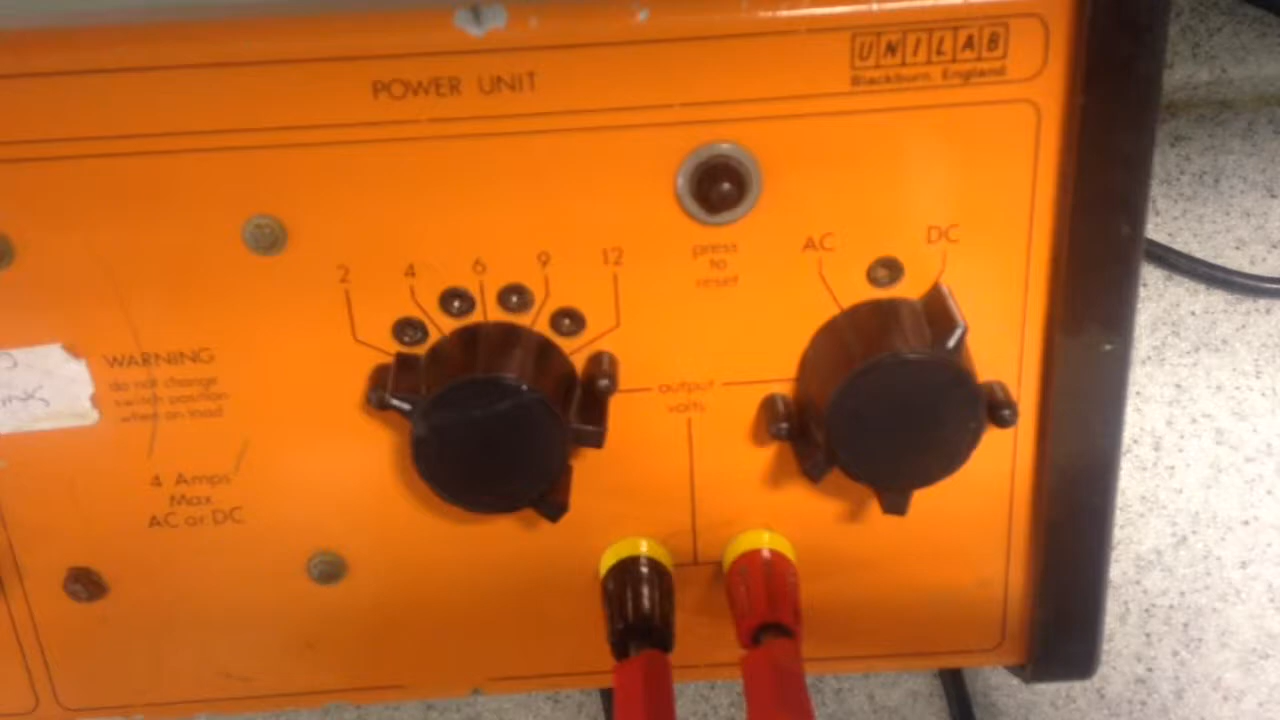 UNILAB
Blackburn, England
POWER UNIT
press
to
reset
AC
DC
2
4
6
9
12
WARNING
do not change
switch position
when on load
output
volts
4 Amps
Max
AC or DC